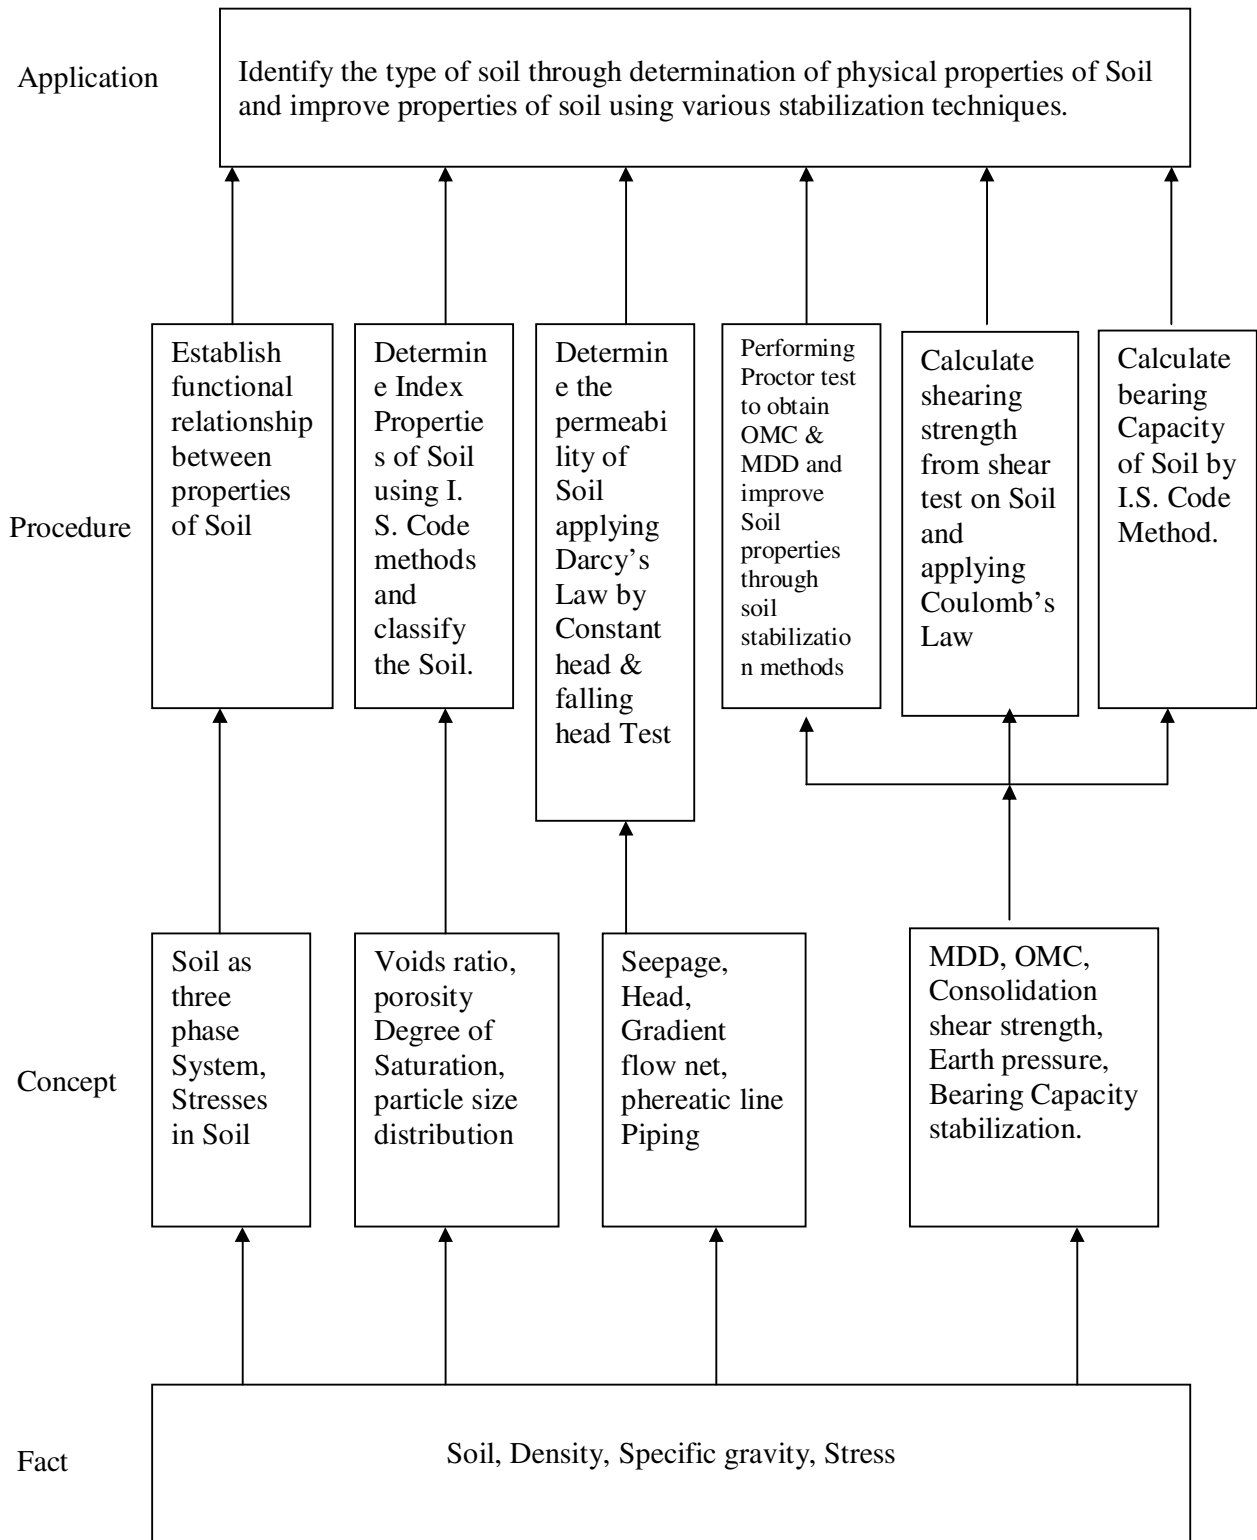 Application
Identify the type of soil through determination of physical properties of Soil
and improve properties of soil using various stabilization techniques.
Procedure
Establish
functional
relationship
between
properties
of Soil
Determin
e Index
Propertie
s of Soil
using I.
S. Code
methods
and
classify
the Soil.
Determin
e the
permeabi
lity of
Soil
applying
Darcy’s
Law by
Constant
head &
falling
head Test
Performing
Proctor test
to obtain
OMC &
MDD and
improve
Soil
properties
through
soil
stabilizatio
n methods
Calculate
shearing
strength
from shear
test on Soil
and
applying
Coulomb’s
Law
Calculate
bearing
Capacity
of Soil by
I.S. Code
Method.
Concept
Soil as
three
phase
System,
Stresses
in Soil
Voids ratio,
porosity
Degree of
Saturation,
particle size
distribution
Seepage,
Head,
Gradient
flow net,
phereatic line
Piping
MDD, OMC,
Consolidation
shear strength,
Earth pressure,
Bearing Capacity
stabilization.
Fact
Soil, Density, Specific gravity, Stress